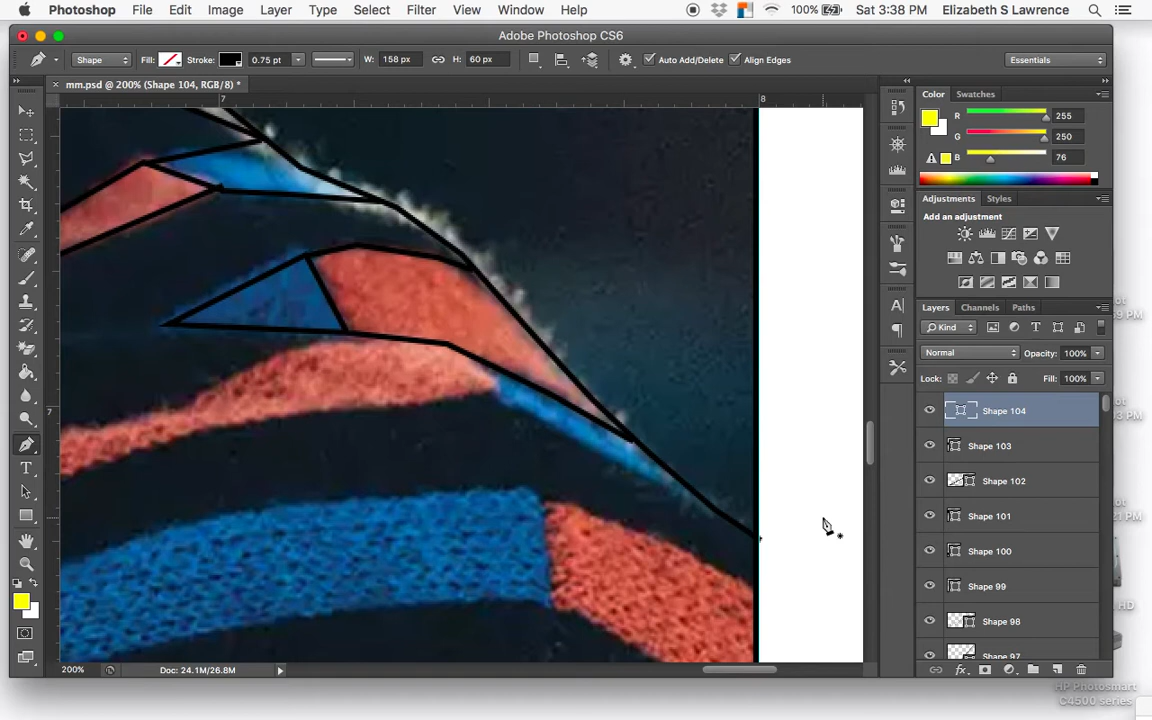 Photoshop File Edit Image Layer Type Select Filter View Window Help 100% Sat 3:38 PM Elizabeth S Lawrence
Adobe Photoshop CS6
Shape Fill: Stroke: 0.75 pt W: 158 px H: 60 px Auto Add/Delete Align Edges Essentials
mm.psd @ 200% (Shape 104, RGB/8) *
7 8
7
Color Swatches
R 255
G 250
B 76
Adjustments Styles
Add an adjustment
Layers Channels Paths
Kind
Normal Opacity: 100%
Lock: Fill: 100%
Shape 104
Shape 103
Shape 102
Shape 101
Shape 100
Shape 99
Shape 98
Shape 97
200% Doc: 24.1M/26.8M
HP Photosmart
C4500 series